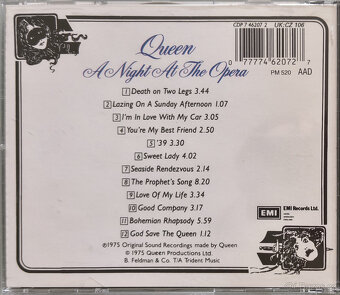 CDP 7 46207 2
UK:CZ 106
0 77774 62072 7
PM 520 AAD
Queen
A Night At The Opera
1 Death on Two Legs 3.44
2 Lazing On A Sunday Afternoon 1.07
3 I'm In Love With My Car 3.05
4 You're My Best Friend 2.50
5 '39 3.30
6 Sweet Lady 4.02
7 Seaside Rendezvous 2.14
8 The Prophet's Song 8.20
9 Love Of My Life 3.34
10 Good Company 3.17
11 Bohemian Rhapsody 5.59
12 God Save The Queen 1.12
℗1975 Original Sound Recordings made by Queen
© 1975 Queen Productions Ltd.
B. Feldman & Co. T/A Trident Music
EMI
EMI Records Ltd.